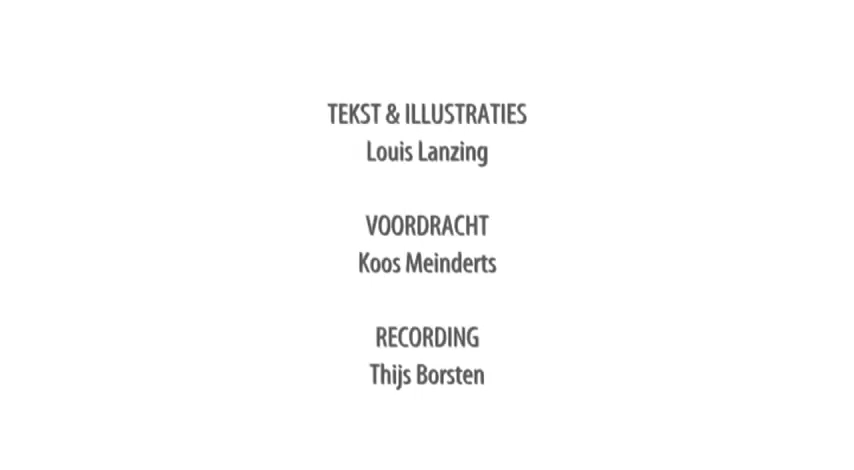 TEKST & ILLUSTRATIES
Louis Lanzing
VOORDRACHT
Koos Meinderts
RECORDING
Thijs Borsten